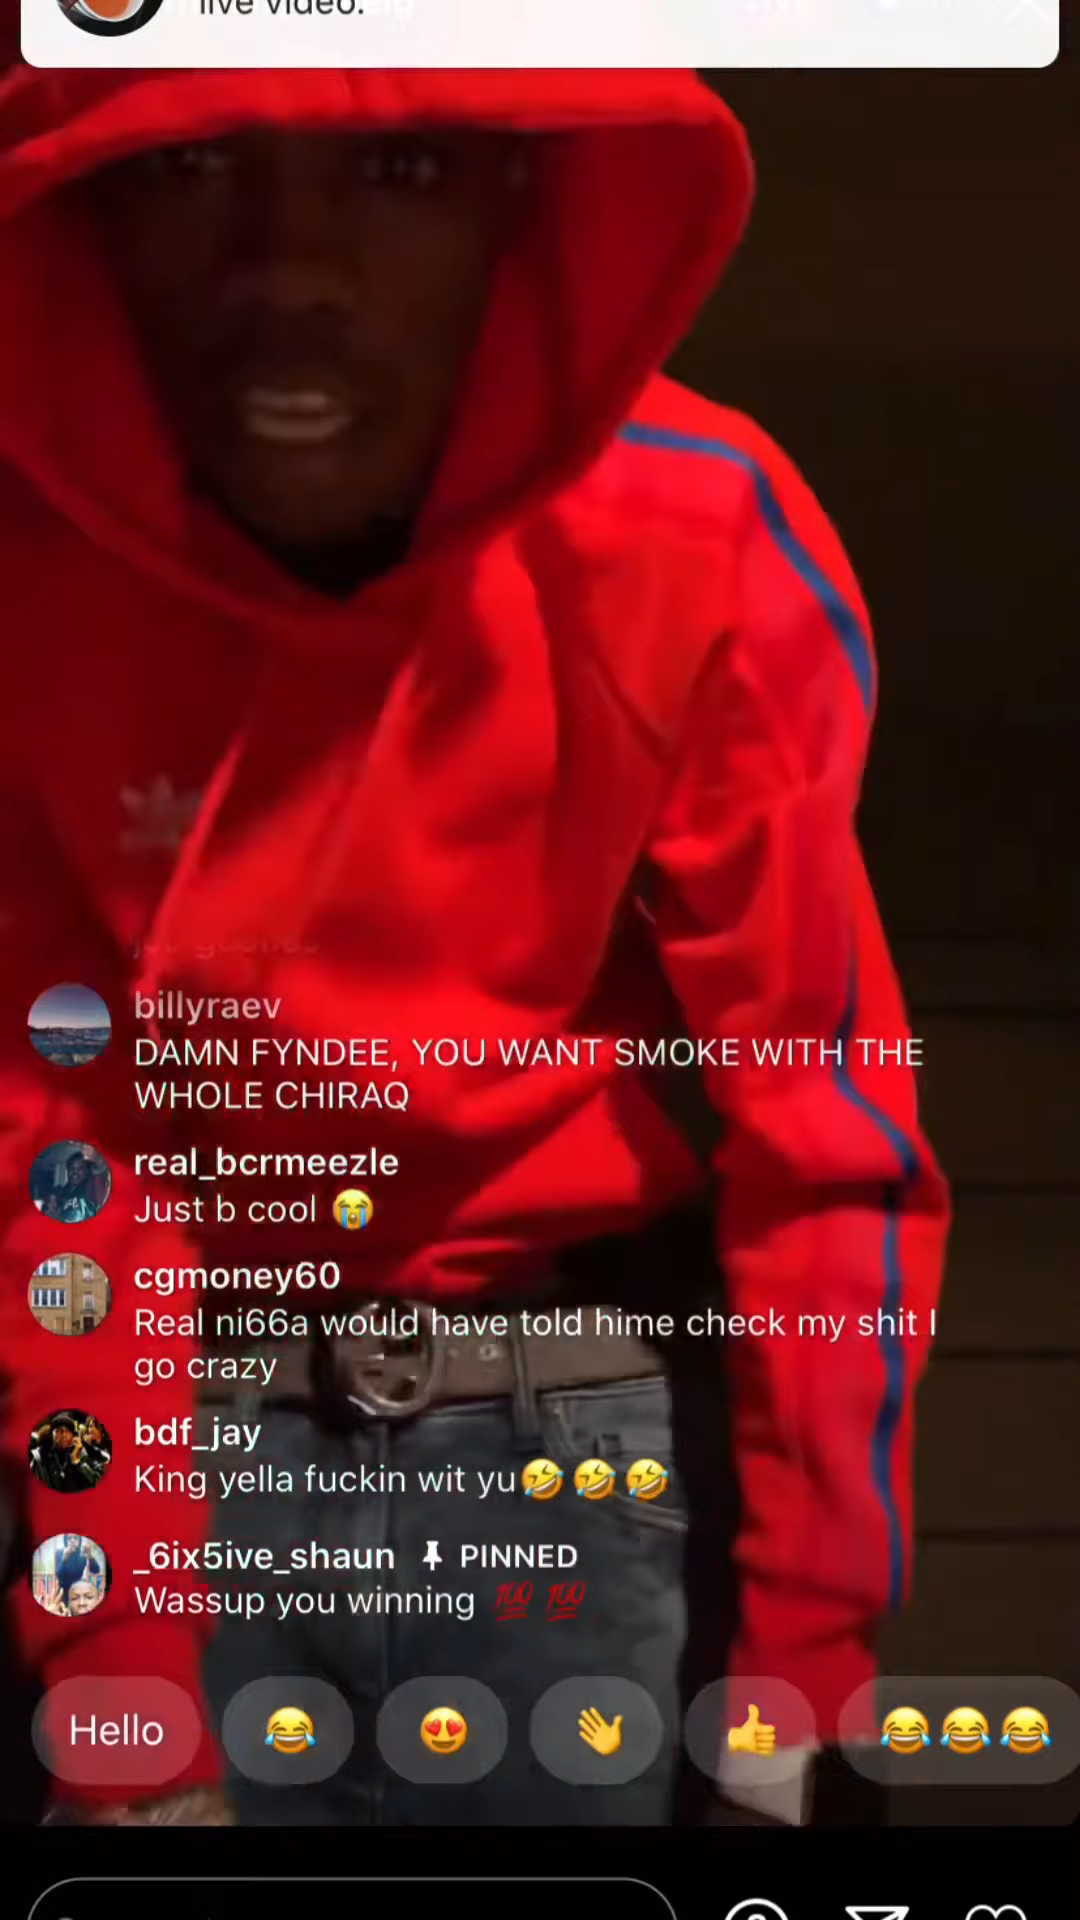 live video.
billyraev
DAMN FYNDEE, YOU WANT SMOKE WITH THE
WHOLE CHIRAQ
real_bcrmeezle
Just b cool 😭
cgmoney60
Real ni66a would have told hime check my shit I
go crazy
bdf_jay
King yella fuckin wit yu🤣🤣🤣
_6ix5ive_shaun 📌 PINNED
Wassup you winning 💯 💯
Hello 😂 😍 👋 👍 😂😂😂